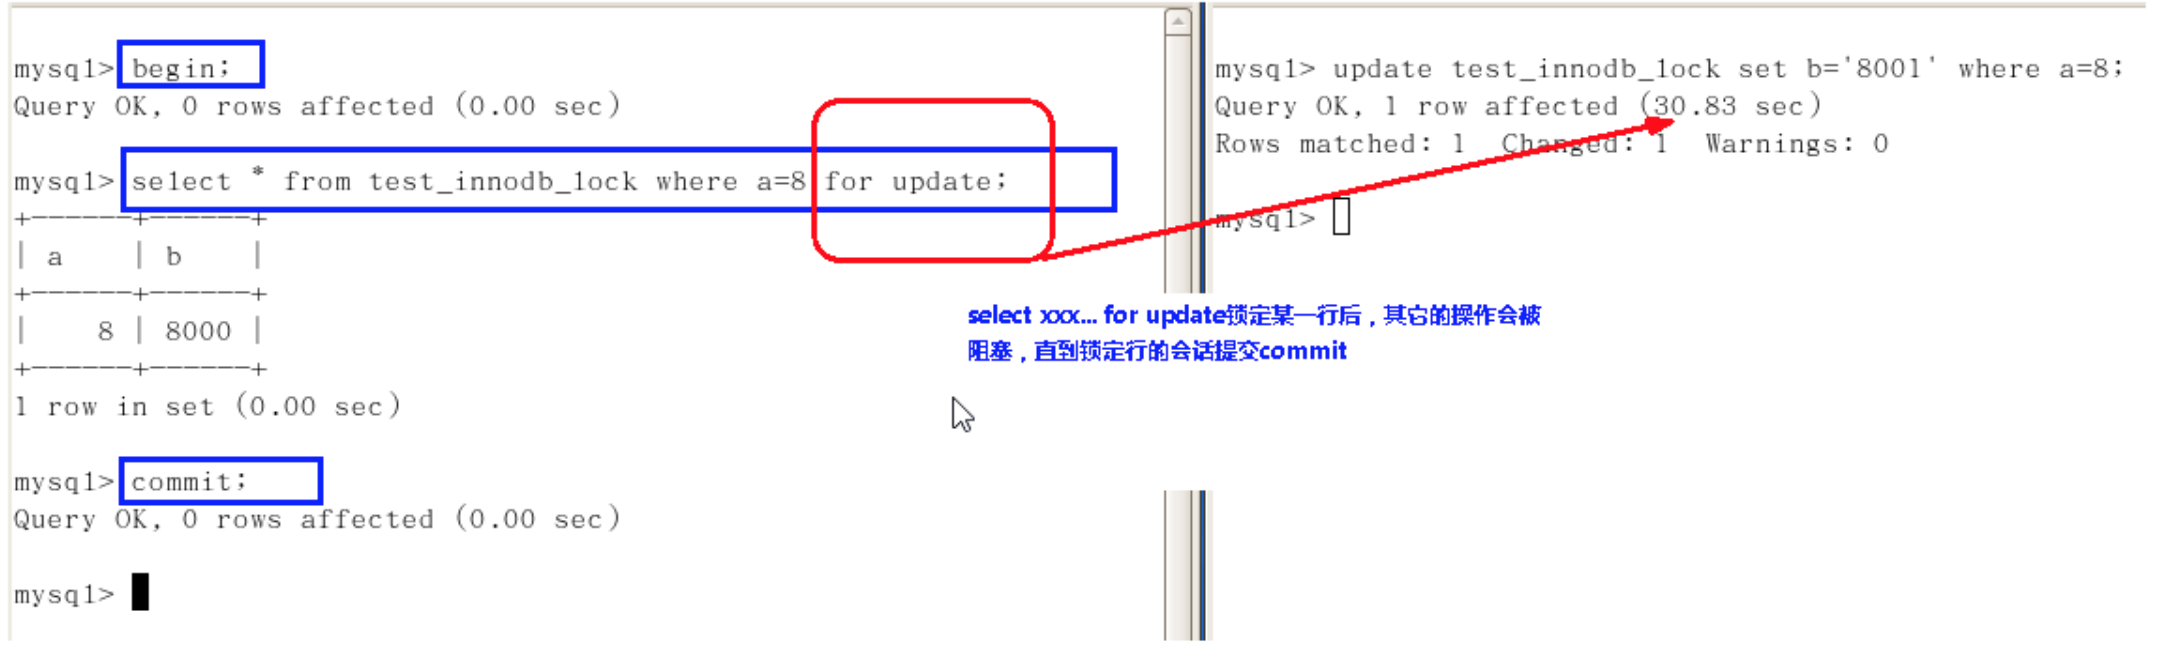 mysql> begin;
Query OK, 0 rows affected (0.00 sec)
mysql> select * from test_innodb_lock where a=8 for update;
+------+------+
| a    | b    |
+------+------+
|    8 | 8000 |
+------+------+
1 row in set (0.00 sec)
mysql> commit;
Query OK, 0 rows affected (0.00 sec)
mysql>
mysql> update test_innodb_lock set b='8001' where a=8;
Query OK, 1 row affected (30.83 sec)
Rows matched: 1  Changed: 1  Warnings: 0
mysql>
select xxx... for update锁定某一行后，其它的操作会被
阻塞，直到锁定行的会话提交commit